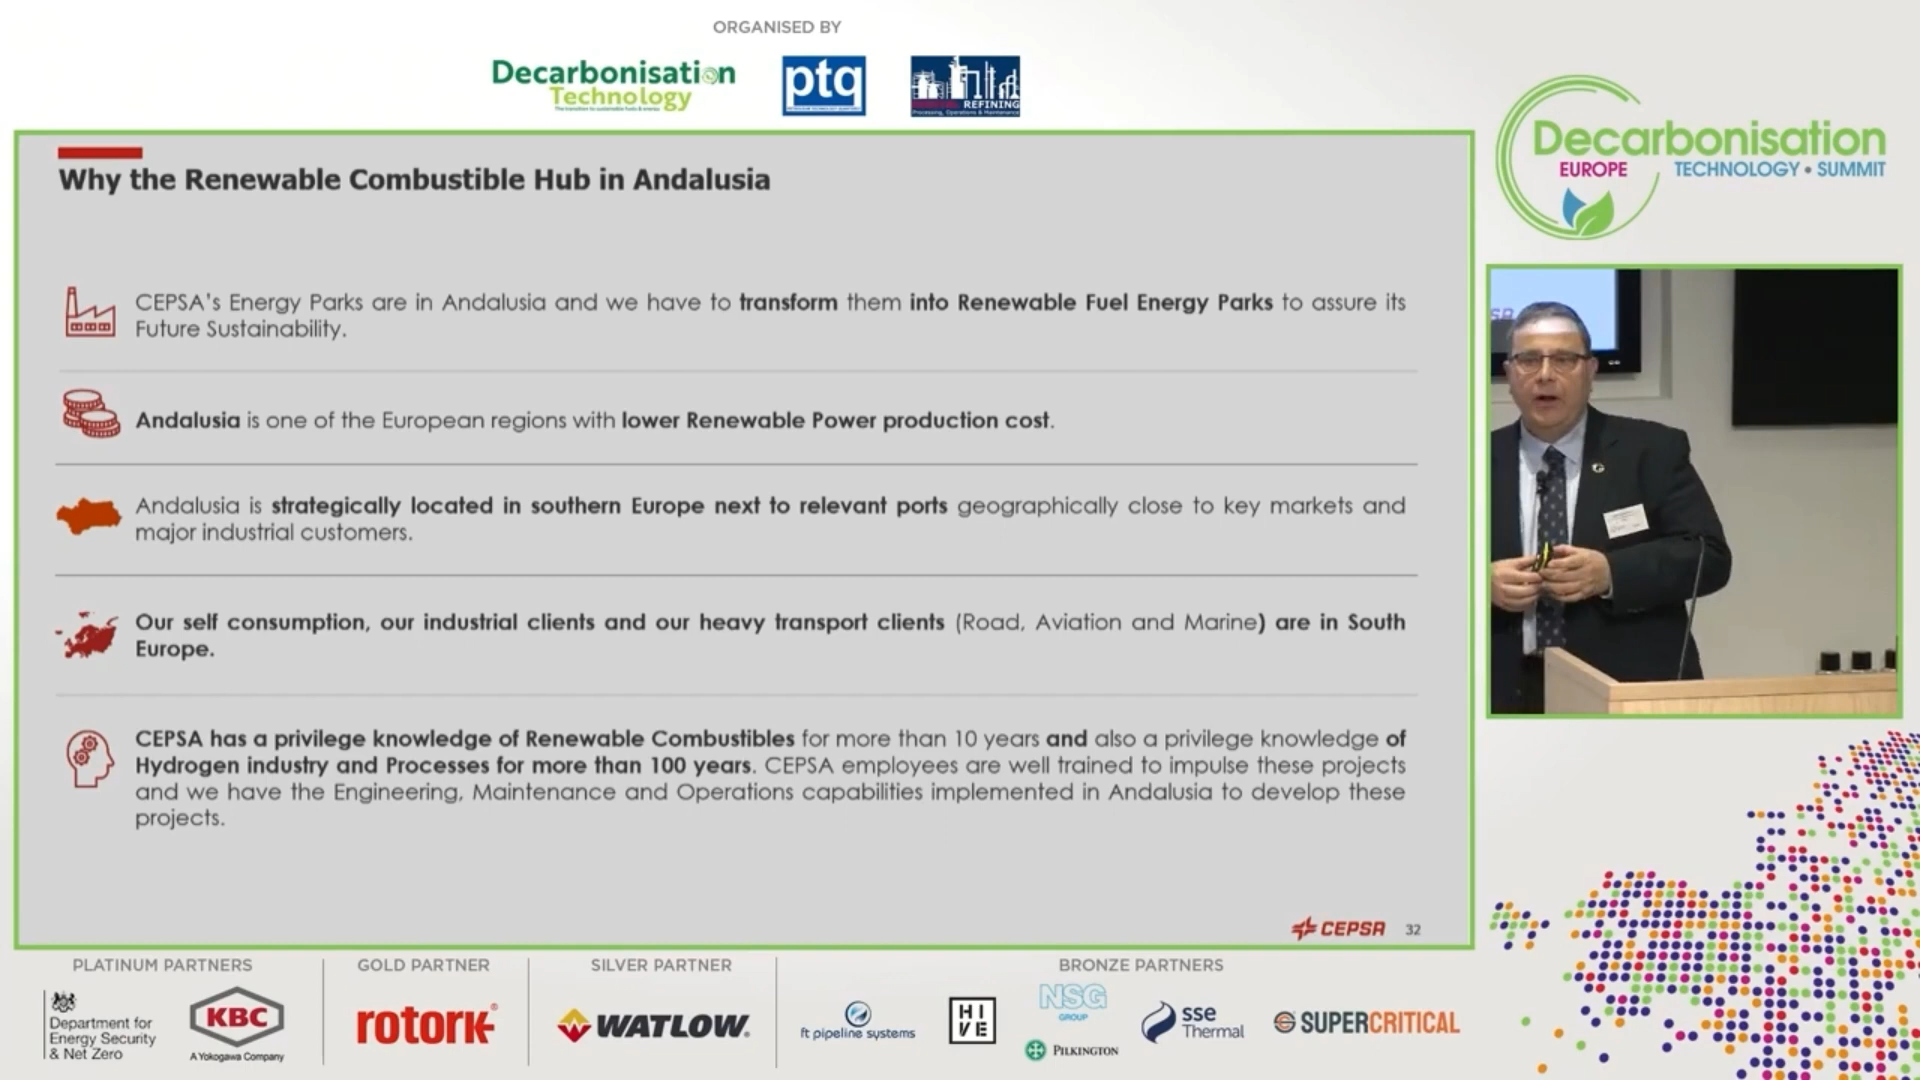 ORGANISED BY
Decarbonisation
Technology
ptq
REFINING
Processing, Operations & Maintenance
Decarbonisation
EUROPE TECHNOLOGY • SUMMIT
Why the Renewable Combustible Hub in Andalusia
CEPSA's Energy Parks are in Andalusia and we have to transform them into Renewable Fuel Energy Parks to assure its
Future Sustainability.
Andalusia is one of the European regions with lower Renewable Power production cost.
Andalusia is strategically located in southern Europe next to relevant ports geographically close to key markets and
major industrial customers.
Our self consumption, our industrial clients and our heavy transport clients (Road, Aviation and Marine) are in South
Europe.
CEPSA has a privilege knowledge of Renewable Combustibles for more than 10 years and also a privilege knowledge of
Hydrogen industry and Processes for more than 100 years. CEPSA employees are well trained to impulse these projects
and we have the Engineering, Maintenance and Operations capabilities implemented in Andalusia to develop these
projects.
CEPSA 32
PLATINUM PARTNERS
Department for
Energy Security
& Net Zero
KBC
A Yokogawa Company
GOLD PARTNER
rotork®
SILVER PARTNER
WATLOW®
BRONZE PARTNERS
ft pipeline systems
HI
VE
NSG
GROUP
PILKINGTON
sse
Thermal
SUPERCRITICAL